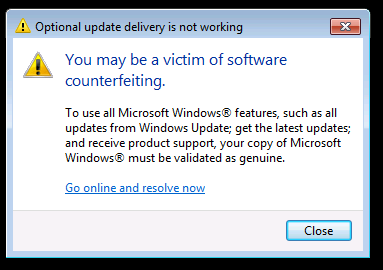 Optional update delivery is not working
You may be a victim of software
counterfeiting.
To use all Microsoft Windows® features, such as all
updates from Windows Update; get the latest updates;
and receive product support, your copy of Microsoft
Windows® must be validated as genuine.
Go online and resolve now
Close